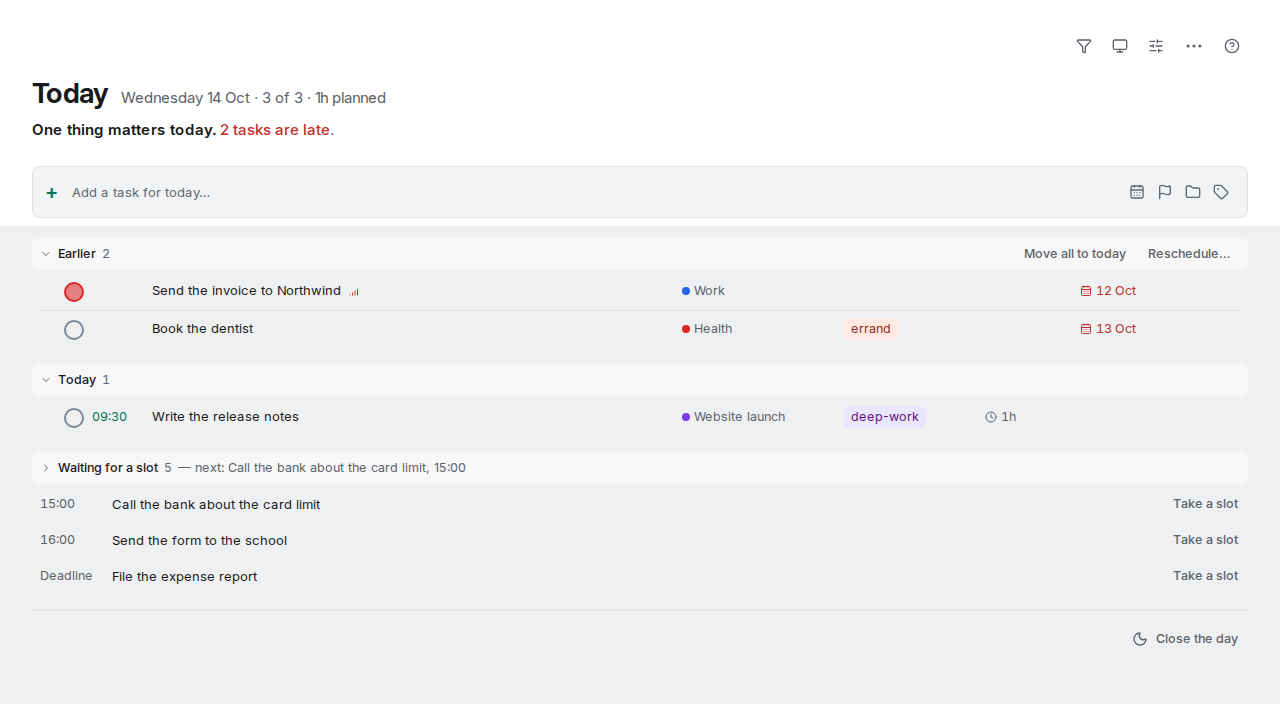 Today Wednesday 14 Oct · 3 of 3 · 1h planned
One thing matters today. 2 tasks are late.
+ Add a task for today...
Earlier 2 Move all to today Reschedule...
Send the invoice to Northwind Work 12 Oct
Book the dentist Health errand 13 Oct
Today 1
09:30 Write the release notes Website launch deep-work 1h
Waiting for a slot 5 — next: Call the bank about the card limit, 15:00
15:00 Call the bank about the card limit Take a slot
16:00 Send the form to the school Take a slot
Deadline File the expense report Take a slot
Close the day